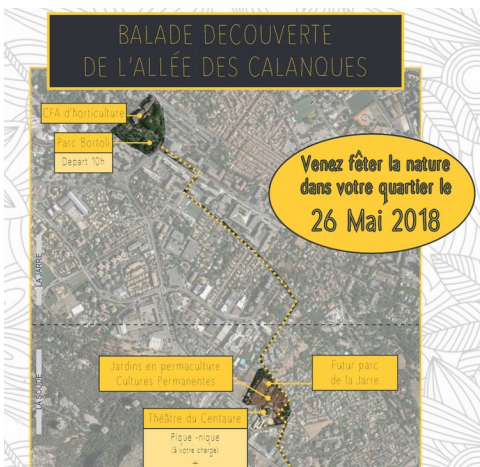 BALADE DECOUVERTE
DE L'ALLÉE DES CALANQUES
CFA d'horticulture
Parc Bortoli
Depart 10h
Venez fêter la nature
dans votre quartier le
26 Mai 2018
LA JARRE
Jardins en permaculture
Cultures Permanentes
Futur parc
de la Jarre
LA SOUDE
Théâtre du Centaure
Pique -nique
(à votre charge)
+